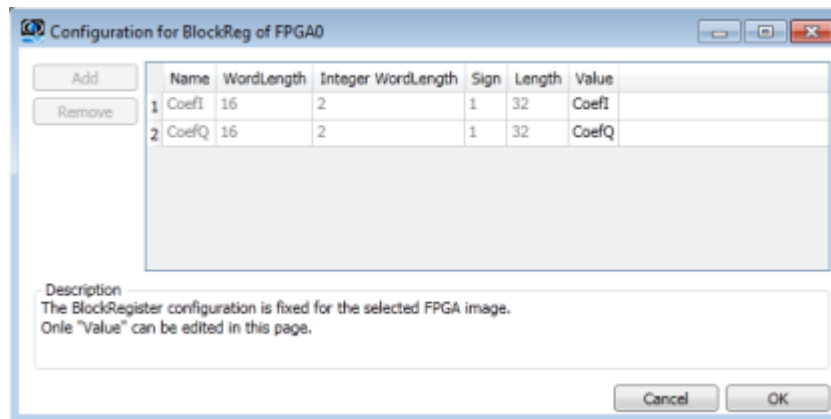 Configuration for BlockReg of FPGA0
Add
Remove
Name WordLength Integer WordLength Sign Length Value
1 CoefI 16 2 1 32 CoefI
2 CoefQ 16 2 1 32 CoefQ
Description
The BlockRegister configuration is fixed for the selected FPGA image.
Onle "Value" can be edited in this page.
Cancel OK